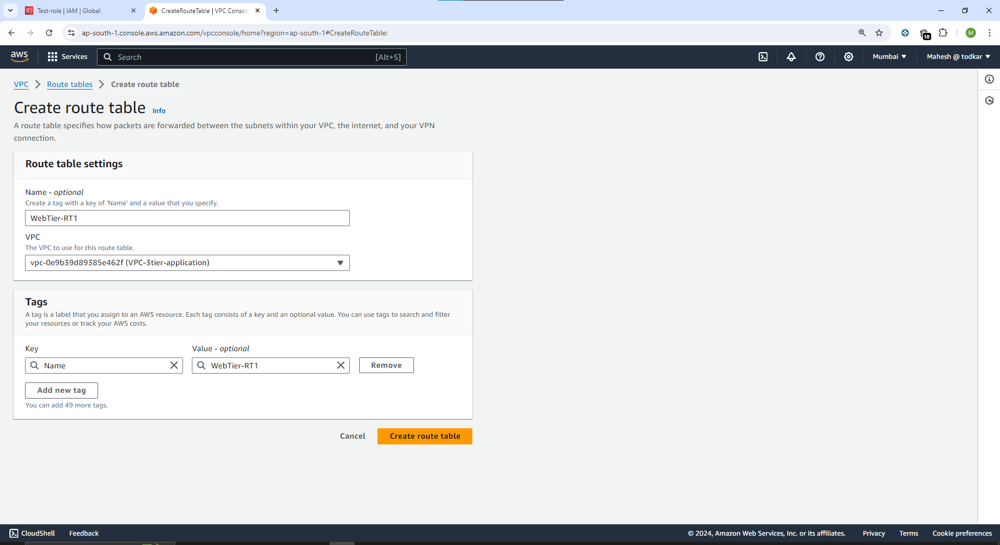 Test-role | IAM | Global
CreateRouteTable | VPC Console
ap-south-1.console.aws.amazon.com/vpcconsole/home?region=ap-south-1#CreateRouteTable:
10
M
aws
Services
Search
[Alt+S]
Mumbai
Mahesh @ todkar
VPC
Route tables
Create route table
Create route table
Info
A route table specifies how packets are forwarded between the subnets within your VPC, the internet, and your VPN
connection.
Route table settings
Name - optional
Create a tag with a key of 'Name' and a value that you specify.
WebTier-RT1
VPC
The VPC to use for this route table.
vpc-0e9b39d89385e462f (VPC-3tier-application)
Tags
A tag is a label that you assign to an AWS resource. Each tag consists of a key and an optional value. You can use tags to search and filter
your resources or track your AWS costs.
Key
Value - optional
Name
WebTier-RT1
Remove
Add new tag
You can add 49 more tags.
Cancel
Create route table
CloudShell
Feedback
© 2024, Amazon Web Services, Inc. or its affiliates.
Privacy
Terms
Cookie preferences